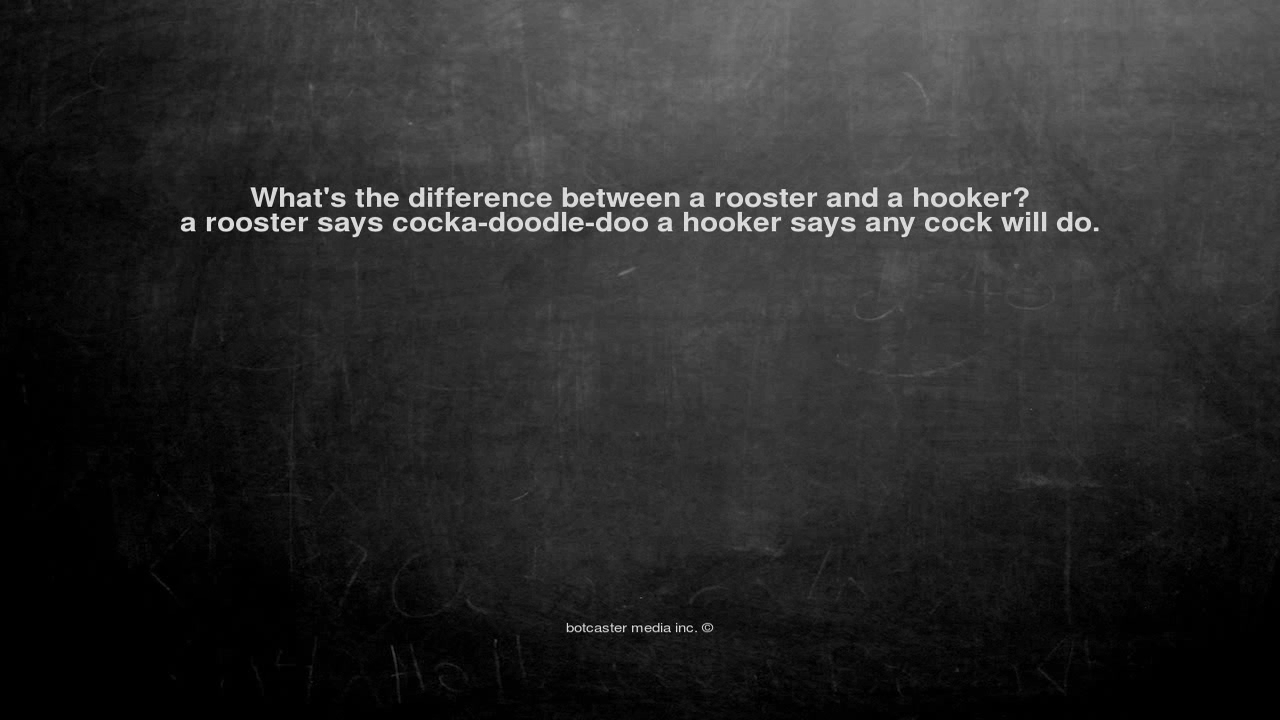 What's the difference between a rooster and a hooker?
a rooster says cocka-doodle-doo a hooker says any cock will do.
botcaster media inc. ©